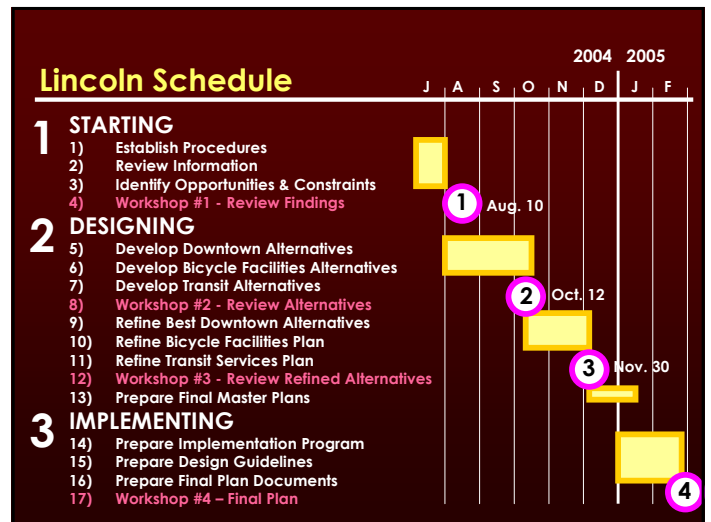 2004 2005
Lincoln Schedule
J A S O N D J F
1 STARTING
1) Establish Procedures
2) Review Information
3) Identify Opportunities & Constraints
4) Workshop #1 - Review Findings
1 Aug. 10
2 DESIGNING
5) Develop Downtown Alternatives
6) Develop Bicycle Facilities Alternatives
7) Develop Transit Alternatives
8) Workshop #2 - Review Alternatives
2 Oct. 12
9) Refine Best Downtown Alternatives
10) Refine Bicycle Facilities Plan
11) Refine Transit Services Plan
3 Nov. 30
12) Workshop #3 - Review Refined Alternatives
13) Prepare Final Master Plans
3 IMPLEMENTING
14) Prepare Implementation Program
15) Prepare Design Guidelines
16) Prepare Final Plan Documents
17) Workshop #4 – Final Plan
4